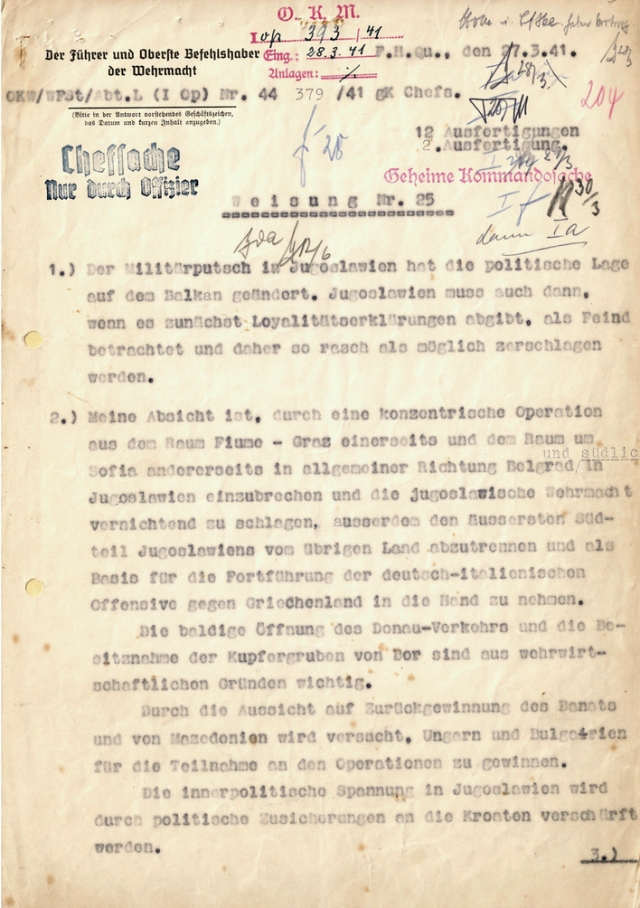 O. K. M.
I op 393 / 41
Der Führer und Oberste Befehlshaber
der Wehrmacht
Eing.: 28.3.41
F.H.Qu., den 27.3.41.
Anlagen: ./.
OKW/WFSt/Abt.L (I Op) Nr. 44 379 /41 gK Chefs.
204
(Bitte in der Antwort vorstehendes Geschäftszeichen,
das Datum und kurzen Inhalt anzugeben.)
12 Ausfertigungen
2. Ausfertigung.
Chefsache
Nur durch Offizier
Geheime Kommandosache
Weisung Nr. 25
30/3
dann Ia
1.) Der Militärputsch in Jugoslawien hat die politische Lage
auf dem Balkan geändert. Jugoslawien muss auch dann,
wenn es zunächst Loyalitätserklärungen abgibt, als Feind
betrachtet und daher so rasch als möglich zerschlagen
werden.
2.) Meine Absicht ist, durch eine konzentrische Operation
aus dem Raum Fiume - Graz einerseits und dem Raum um
Sofia andererseits in allgemeiner Richtung Belgrad/in
und südlic
Jugoslawien einzubrechen und die jugoslawische Wehrmacht
vernichtend zu schlagen, ausserdem den äussersten Süd-
teil Jugoslawiens vom übrigen Land abzutrennen und als
Basis für die Fortführung der deutsch-italienischen
Offensive gegen Griechenland in die Hand zu nehmen.
Die baldige Öffnung des Donau-Verkehrs und die Be-
sitznahme der Kupfergruben von Bor sind aus wehrwirt-
schaftlichen Gründen wichtig.
Durch die Aussicht auf Zurückgewinnung des Banats
und von Mazedonien wird versucht, Ungarn und Bulgarien
für die Teilnahme an den Operationen zu gewinnen.
Die innerpolitische Spannung in Jugoslawien wird
durch politische Zusicherungen an die Kroaten verschärft
werden.
3.)